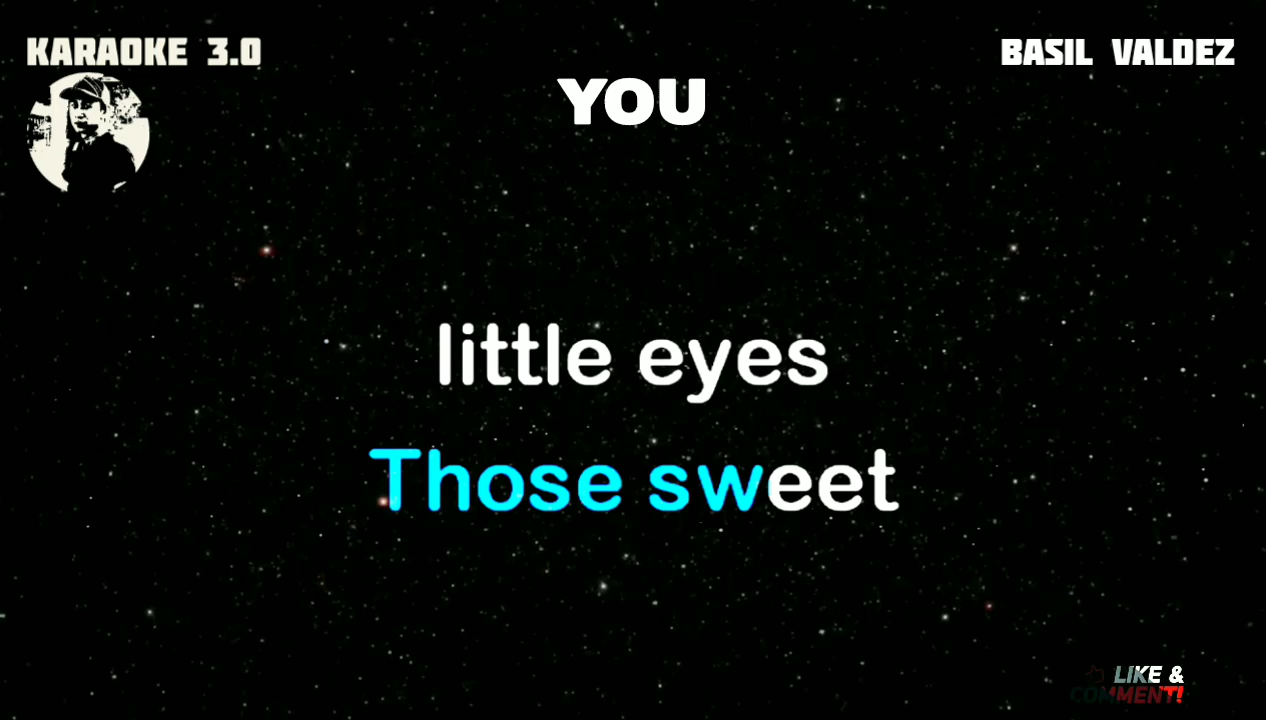 KARAOKE 3.0
BASIL VALDEZ
YOU
little eyes
Those sweet
LIKE &
COMMENT!